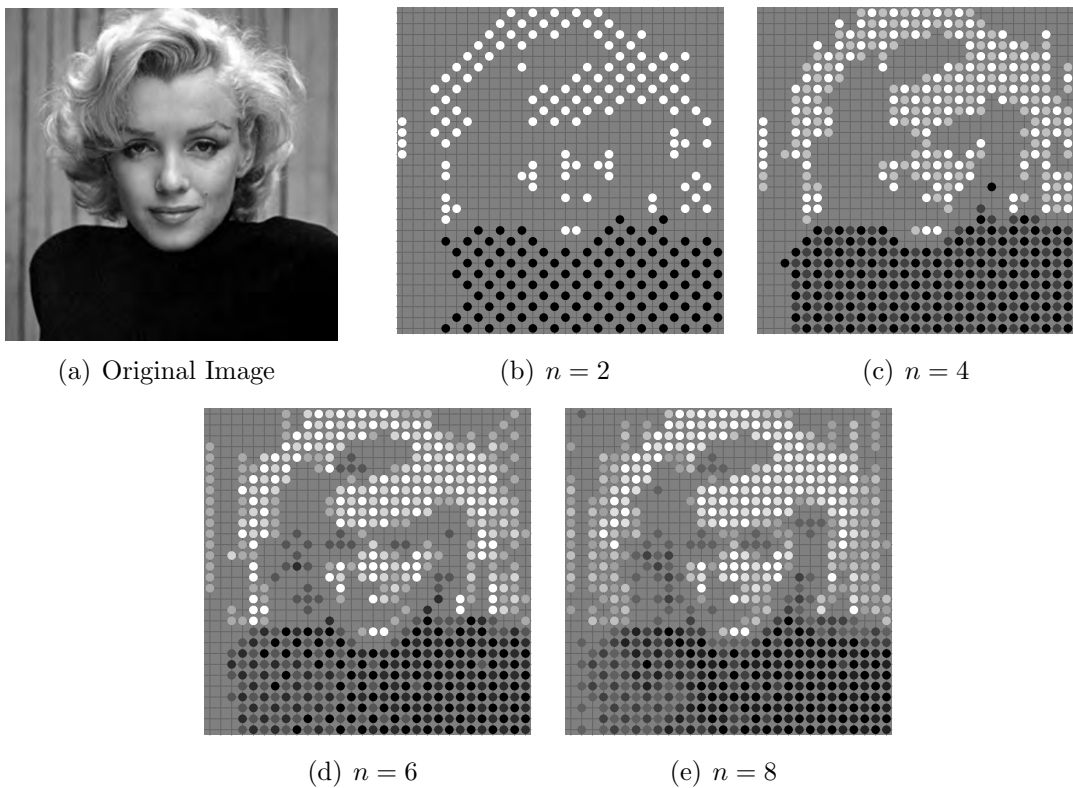 (a) Original Image
(b) n = 2
(c) n = 4
(d) n = 6
(e) n = 8